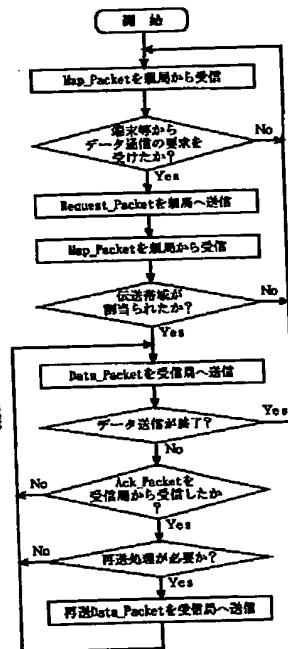 開 始
Map_Packetを親局から受信
端末等から
データ送信の要求を
受けたか?
No
Yes
Request_Packetを親局へ送信
Map_Packetを親局から受信
伝送帯域が
割当られたか?
No
Yes
Data_Packetを受信局へ送信
データ送信が終了?
Yes
No
Ack_Packetを
受信局から受信したか
?
No
Yes
再送処理が必要か?
No
Yes
再送Data_Packetを受信局へ送信